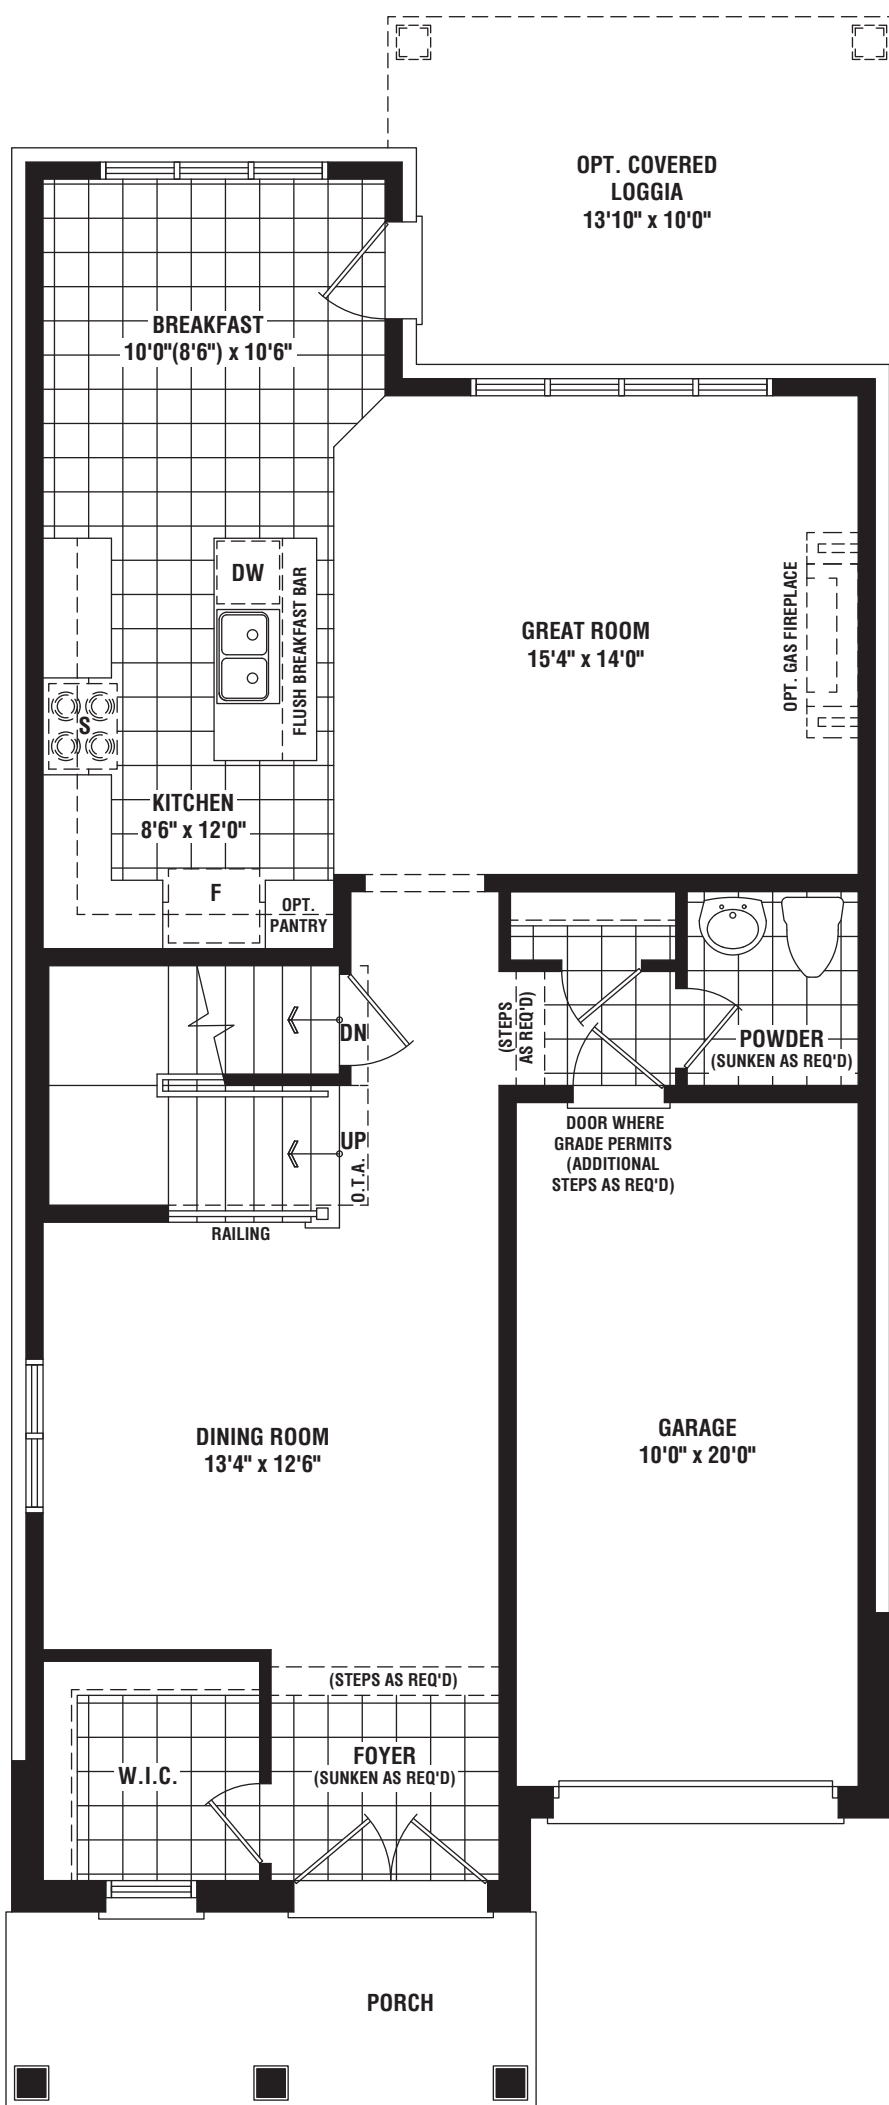 OPT. COVERED
LOGGIA
13'10" x 10'0"
BREAKFAST
10'0"(8'6") x 10'6"
DW
FLUSH BREAKFAST BAR
GREAT ROOM
15'4" x 14'0"
OPT. GAS FIREPLACE
S
KITCHEN
8'6" x 12'0"
F
OPT.
PANTRY
DN
(STEPS
AS REQ'D)
POWDER
(SUNKEN AS REQ'D)
UP
O.T.A.
DOOR WHERE
GRADE PERMITS
(ADDITIONAL
STEPS AS REQ'D)
RAILING
DINING ROOM
13'4" x 12'6"
GARAGE
10'0" x 20'0"
(STEPS AS REQ'D)
W.I.C.
FOYER
(SUNKEN AS REQ'D)
PORCH